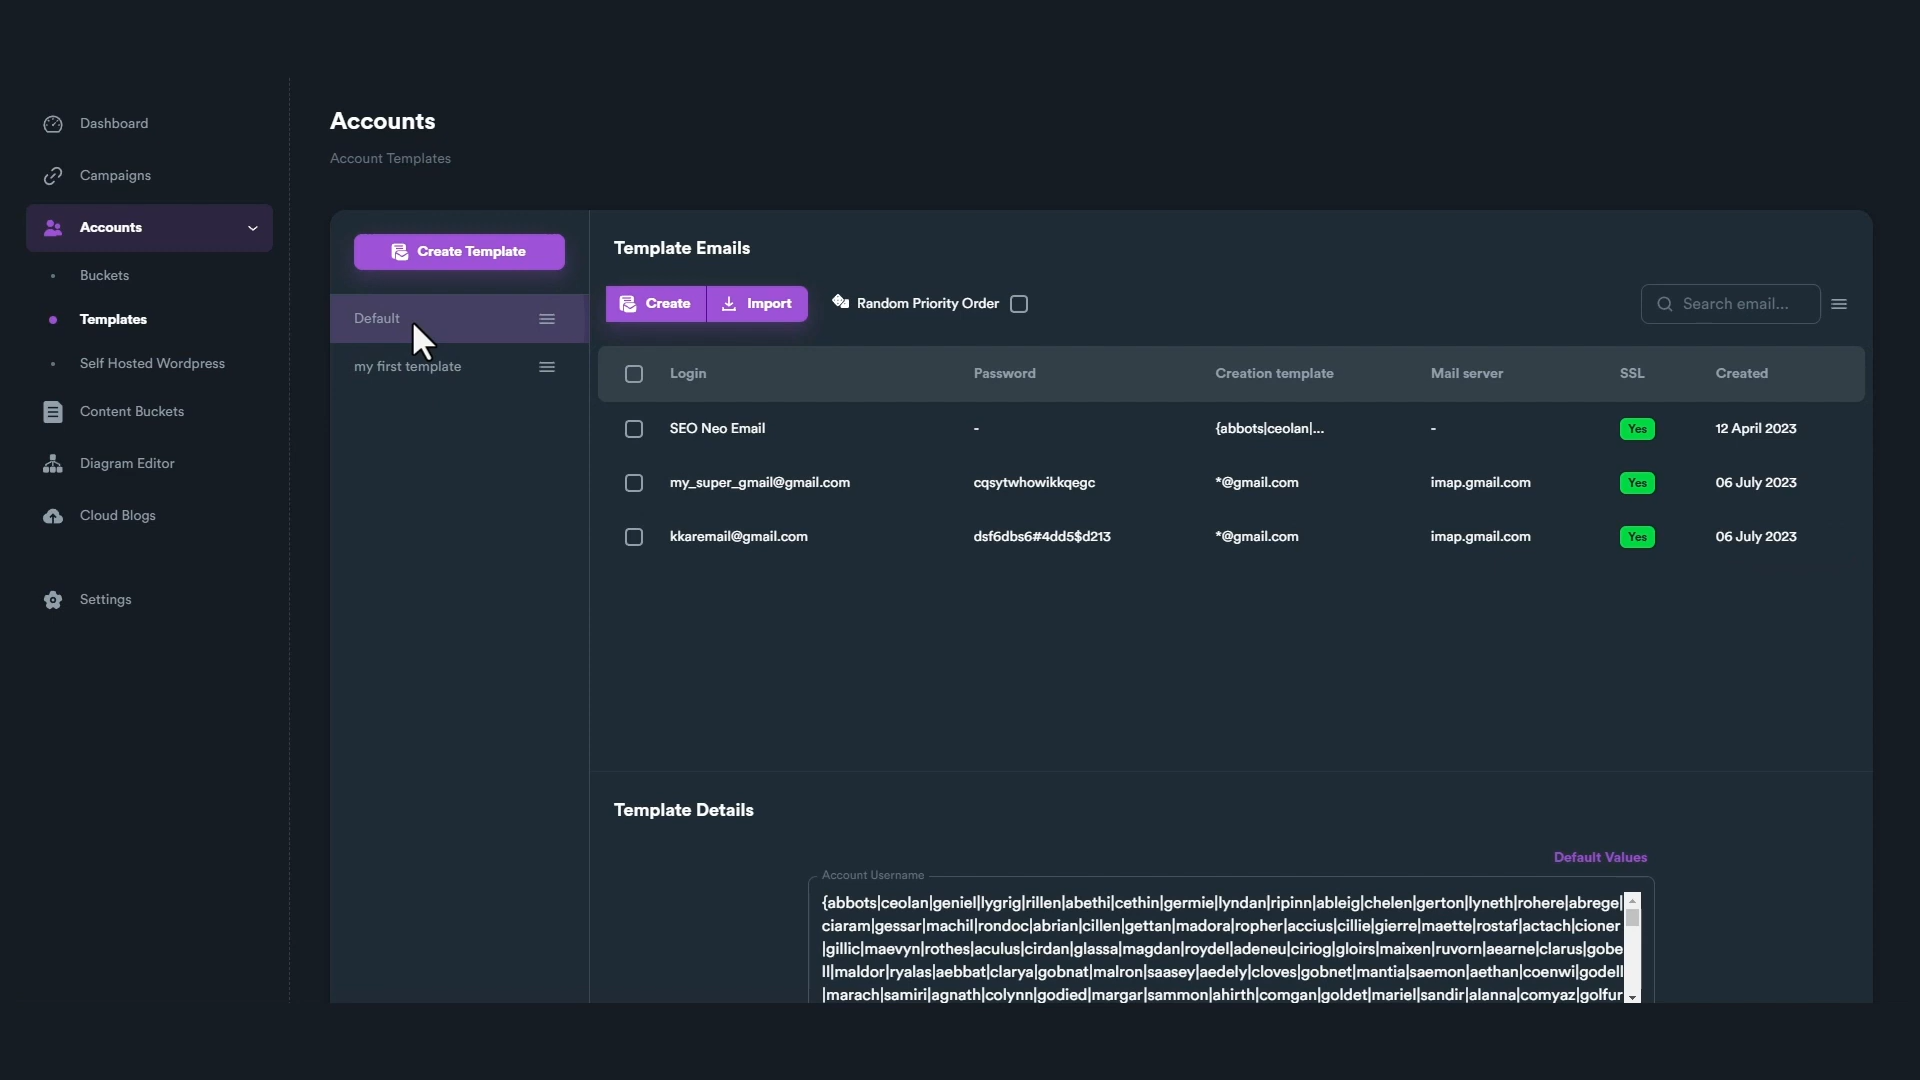 Dashboard
Campaigns
Accounts
Buckets
Templates
Self Hosted Wordpress
Content Buckets
Diagram Editor
Cloud Blogs
Settings
Accounts
Account Templates
Create Template
Default
my first template
Template Emails
Create Import Random Priority Order Search email...
Login Password Creation template Mail server SSL Created
SEO Neo Email - {abbots|ceolan|... - Yes 12 April 2023
my_super_gmail@gmail.com cqsytwhowikkqegc *@gmail.com imap.gmail.com Yes 06 July 2023
kkaremail@gmail.com dsf6dbs6#4dd5$d213 *@gmail.com imap.gmail.com Yes 06 July 2023
Template Details
Default Values
Account Username
{abbots|ceolan|geniel|lygrig|rillen|abethi|cethin|germie|lyndan|ripinn|ableig|chelen|gerton|lyneth|rohere|abrege|
ciaram|gessar|machil|rondoc|abrian|cillen|gettan|madora|ropher|accius|cillie|gierre|maette|rostaf|actach|cioner
|gillic|maevyn|rothes|aculus|cirdan|glassa|magdan|roydel|adeneu|ciriog|gloirs|maixen|ruvorn|aearne|clarus|gobe
ll|maldor|ryalas|aebbat|clarya|gobnat|malron|saasey|aedely|cloves|gobnet|mantia|saemon|aethan|coenwi|godell
|marach|samiri|agnath|colynn|godied|margar|sammon|ahirth|comgan|goldet|mariel|sandir|alanna|comyaz|golfur